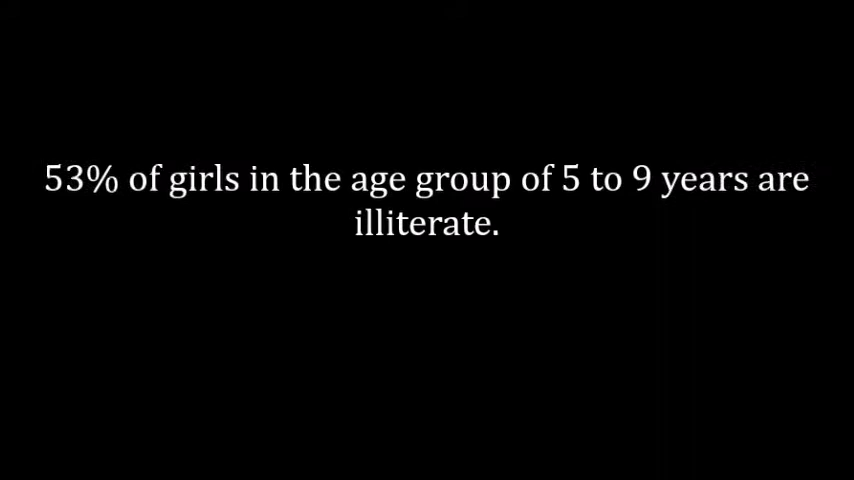 53% of girls in the age group of 5 to 9 years are
illiterate.